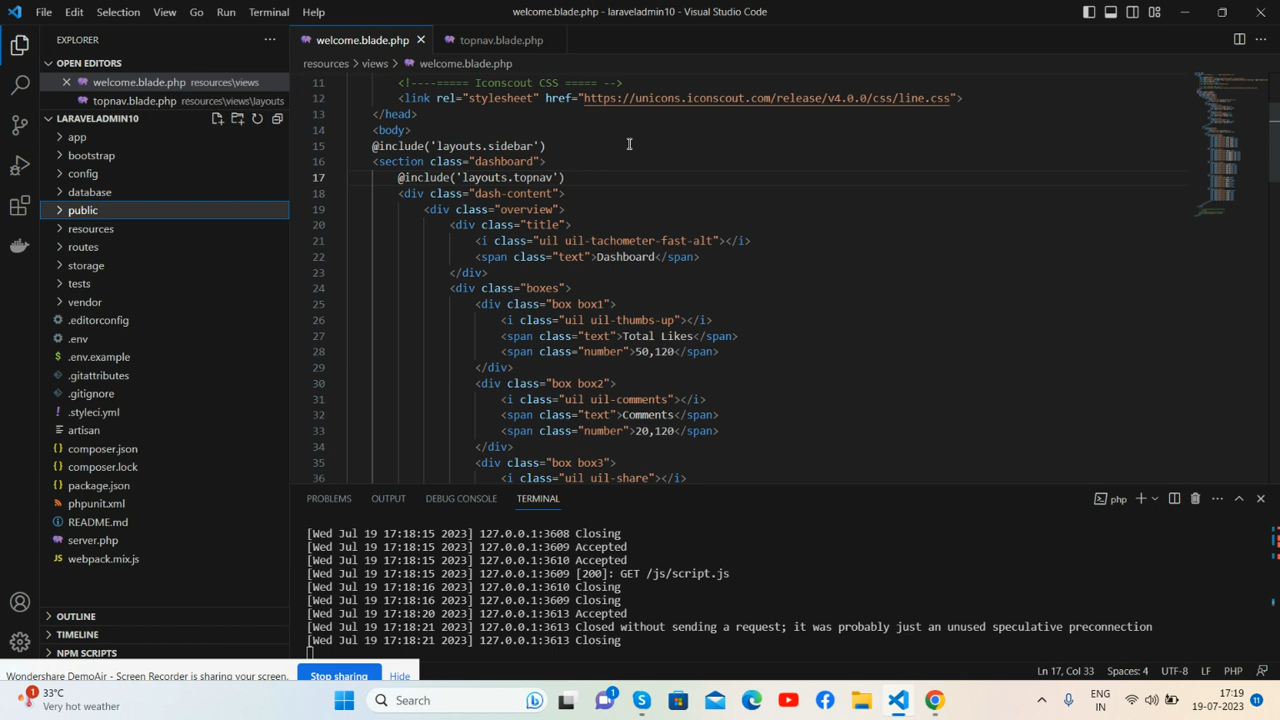 File Edit Selection View Go Run Terminal Help
welcome.blade.php - laraveladmin10 - Visual Studio Code
EXPLORER
OPEN EDITORS
welcome.blade.php resources\views
topnav.blade.php resources\views\layouts
LARAVELADMIN10
app
bootstrap
config
database
public
resources
routes
storage
tests
vendor
.editorconfig
.env
.env.example
.gitattributes
.gitignore
.styleci.yml
artisan
composer.json
composer.lock
package.json
phpunit.xml
README.md
server.php
webpack.mix.js
OUTLINE
TIMELINE
NPM SCRIPTS
welcome.blade.php topnav.blade.php
resources > views > welcome.blade.php
11 <!----===== Iconscout CSS ===== -->
12 <link rel="stylesheet" href="https://unicons.iconscout.com/release/v4.0.0/css/line.css">
13 </head>
14 <body>
15 @include('layouts.sidebar')
16 <section class="dashboard">
17 @include('layouts.topnav')
18 <div class="dash-content">
19 <div class="overview">
20 <div class="title">
21 <i class="uil uil-tachometer-fast-alt"></i>
22 <span class="text">Dashboard</span>
23 </div>
24 <div class="boxes">
25 <div class="box box1">
26 <i class="uil uil-thumbs-up"></i>
27 <span class="text">Total Likes</span>
28 <span class="number">50,120</span>
29 </div>
30 <div class="box box2">
31 <i class="uil uil-comments"></i>
32 <span class="text">Comments</span>
33 <span class="number">20,120</span>
34 </div>
35 <div class="box box3">
36 <i class="uil uil-share"></i>
PROBLEMS OUTPUT DEBUG CONSOLE TERMINAL
php
[Wed Jul 19 17:18:15 2023] 127.0.0.1:3608 Closing
[Wed Jul 19 17:18:15 2023] 127.0.0.1:3609 Accepted
[Wed Jul 19 17:18:15 2023] 127.0.0.1:3610 Accepted
[Wed Jul 19 17:18:15 2023] 127.0.0.1:3609 [200]: GET /js/script.js
[Wed Jul 19 17:18:16 2023] 127.0.0.1:3610 Closing
[Wed Jul 19 17:18:16 2023] 127.0.0.1:3609 Closing
[Wed Jul 19 17:18:20 2023] 127.0.0.1:3613 Accepted
[Wed Jul 19 17:18:21 2023] 127.0.0.1:3613 Closed without sending a request; it was probably just an unused speculative preconnection
[Wed Jul 19 17:18:21 2023] 127.0.0.1:3613 Closing
Wondershare DemoAir - Screen Recorder is sharing your screen. Stop sharing Hide
Ln 17, Col 33 Spaces: 4 UTF-8 LF PHP
1
33°C
Very hot weather
Search
1
ENG
IN
17:19
19-07-2023
11